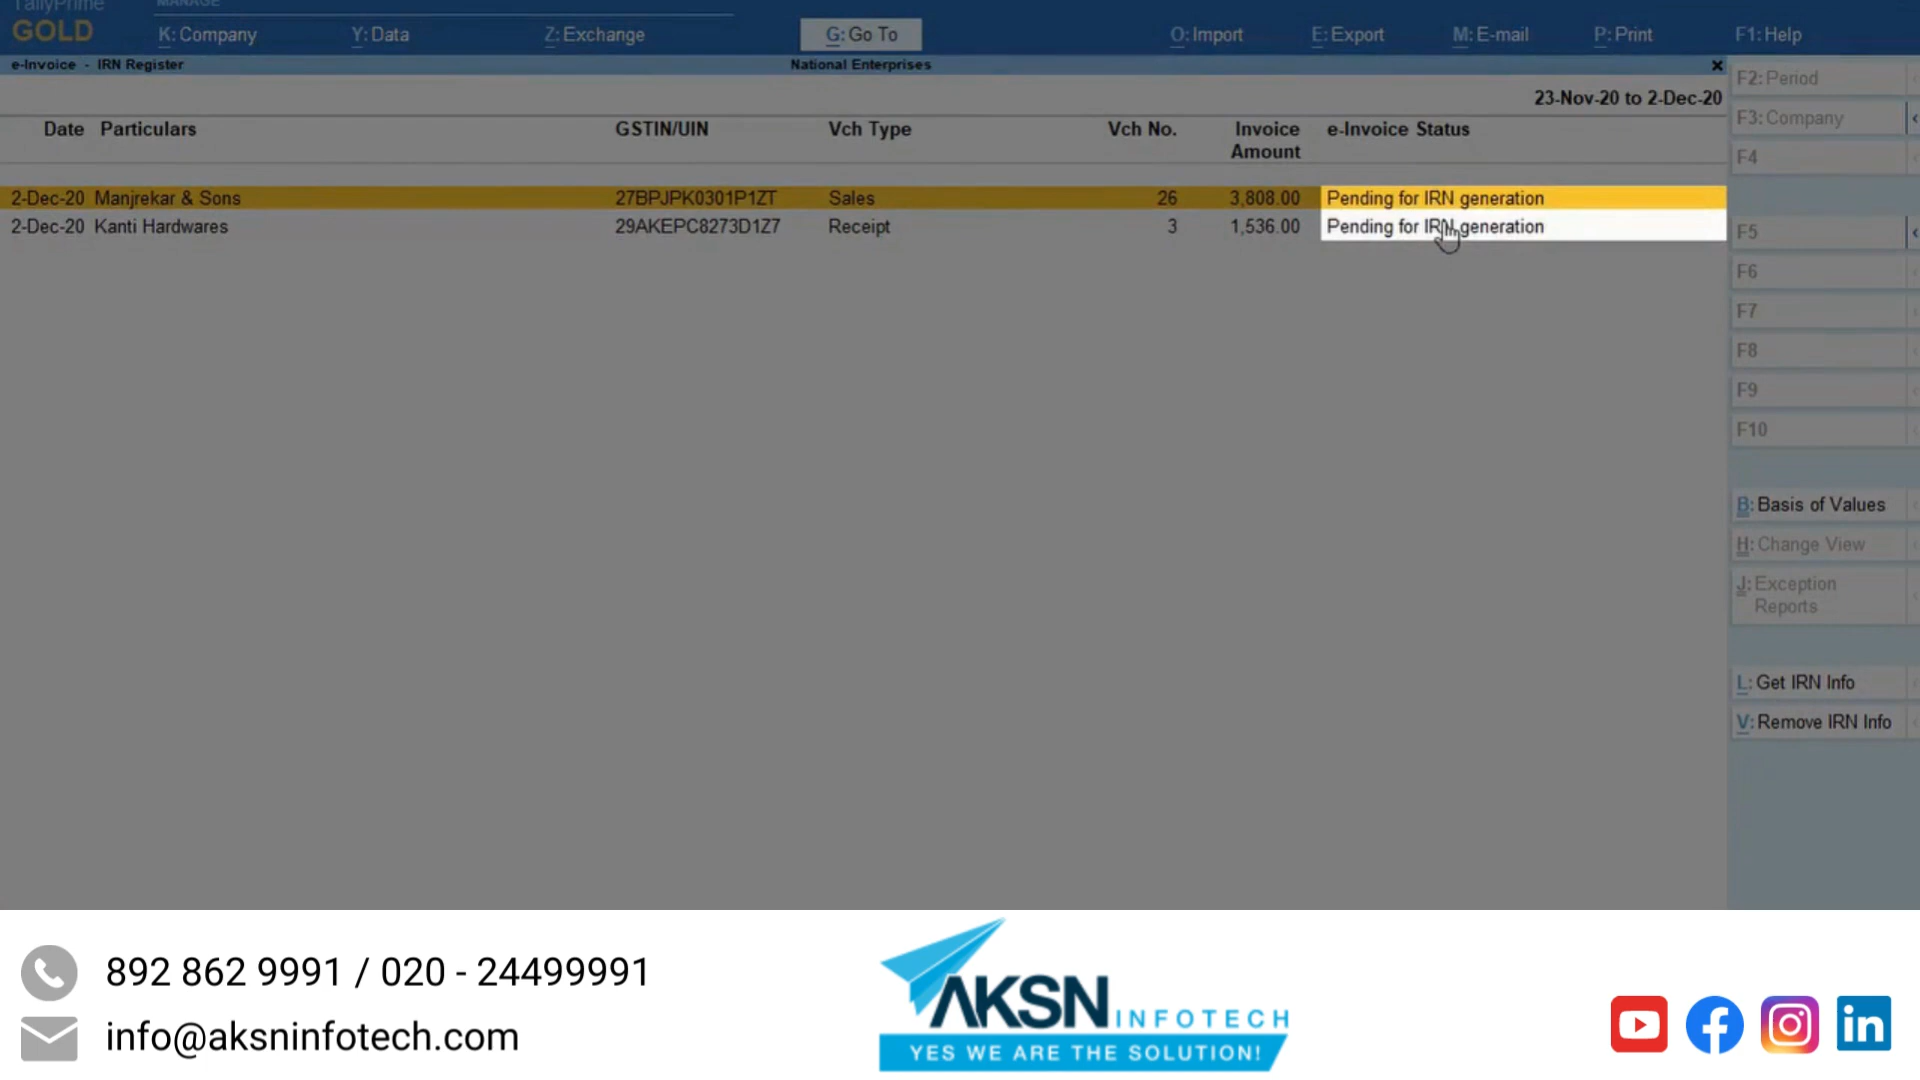 TallyPrime
MANAGE
GOLD
K: Company Y: Data Z: Exchange G: Go To O: Import E: Export M: E-mail P: Print F1: Help
e-Invoice - IRN Register National Enterprises
23-Nov-20 to 2-Dec-20
Date Particulars GSTIN/UIN Vch Type Vch No. Invoice Amount e-Invoice Status
2-Dec-20 Manjrekar & Sons 27BPJPK0301P1ZT Sales 26 3,808.00 Pending for IRN generation
2-Dec-20 Kanti Hardwares 29AKEPC8273D1Z7 Receipt 3 1,536.00 Pending for IRN generation
F2: Period
F3: Company
F4
F5
F6
F7
F8
F9
F10
B: Basis of Values
H: Change View
J: Exception
Reports
L: Get IRN Info
V: Remove IRN Info
892 862 9991 / 020 - 24499991
info@aksninfotech.com
AKSN INFOTECH
YES WE ARE THE SOLUTION!
in